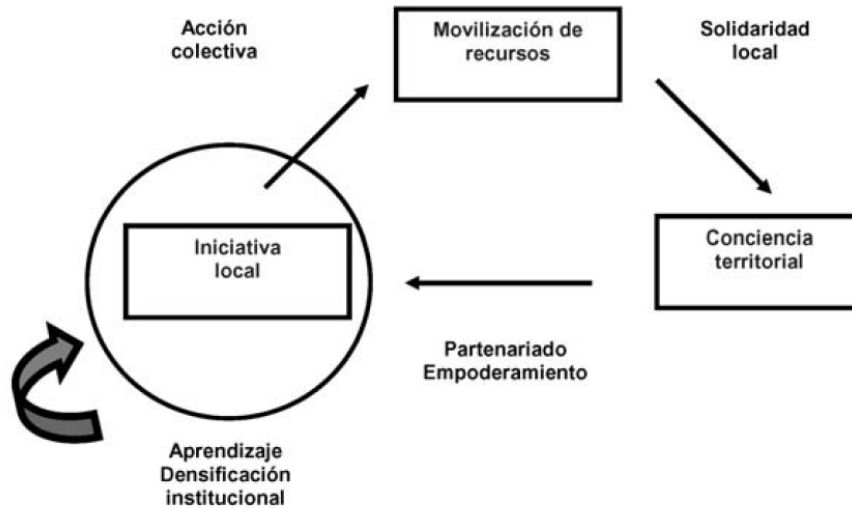 Acción
colectiva
Movilización de
recursos
Solidaridad
local
Iniciativa
local
Conciencia
territorial
Partenariado
Empoderamiento
Aprendizaje
Densificación
institucional